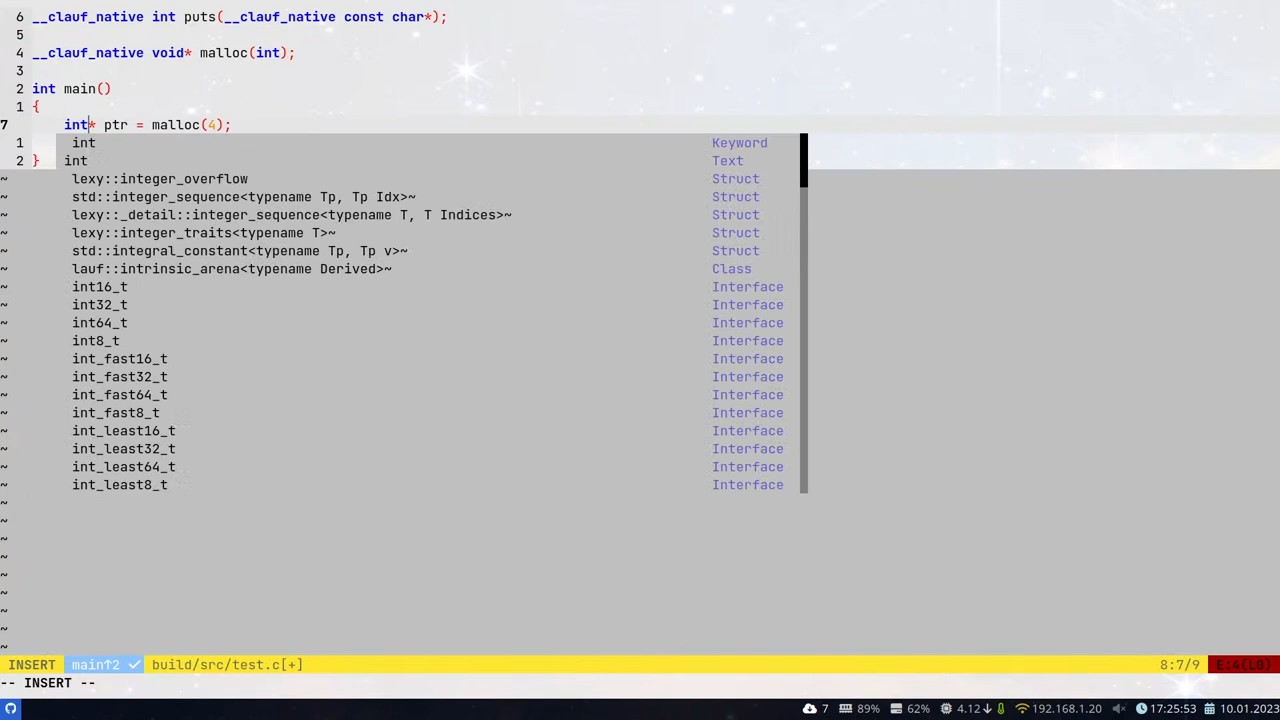 6 __clauf_native int puts(__clauf_native const char*);
5
4 __clauf_native void* malloc(int);
3
2 int main()
1 {
7 int* ptr = malloc(4);
1 int Keyword
2 } int Text
~ lexy::integer_overflow Struct
~ std::integer_sequence<typename Tp, Tp Idx>~ Struct
~ lexy::_detail::integer_sequence<typename T, T Indices>~ Struct
~ lexy::integer_traits<typename T>~ Struct
~ std::integral_constant<typename Tp, Tp v>~ Struct
~ lauf::intrinsic_arena<typename Derived>~ Class
~ int16_t Interface
~ int32_t Interface
~ int64_t Interface
~ int8_t Interface
~ int_fast16_t Interface
~ int_fast32_t Interface
~ int_fast64_t Interface
~ int_fast8_t Interface
~ int_least16_t Interface
~ int_least32_t Interface
~ int_least64_t Interface
~ int_least8_t Interface
~
~
~
~
~
~
~
~
~
INSERT main↑2 ✓ build/src/test.c[+] 8:7/9 E:4(L0)
-- INSERT --
7 89% 62% 4.12↓ 192.168.1.20 17:25:53 10.01.2023